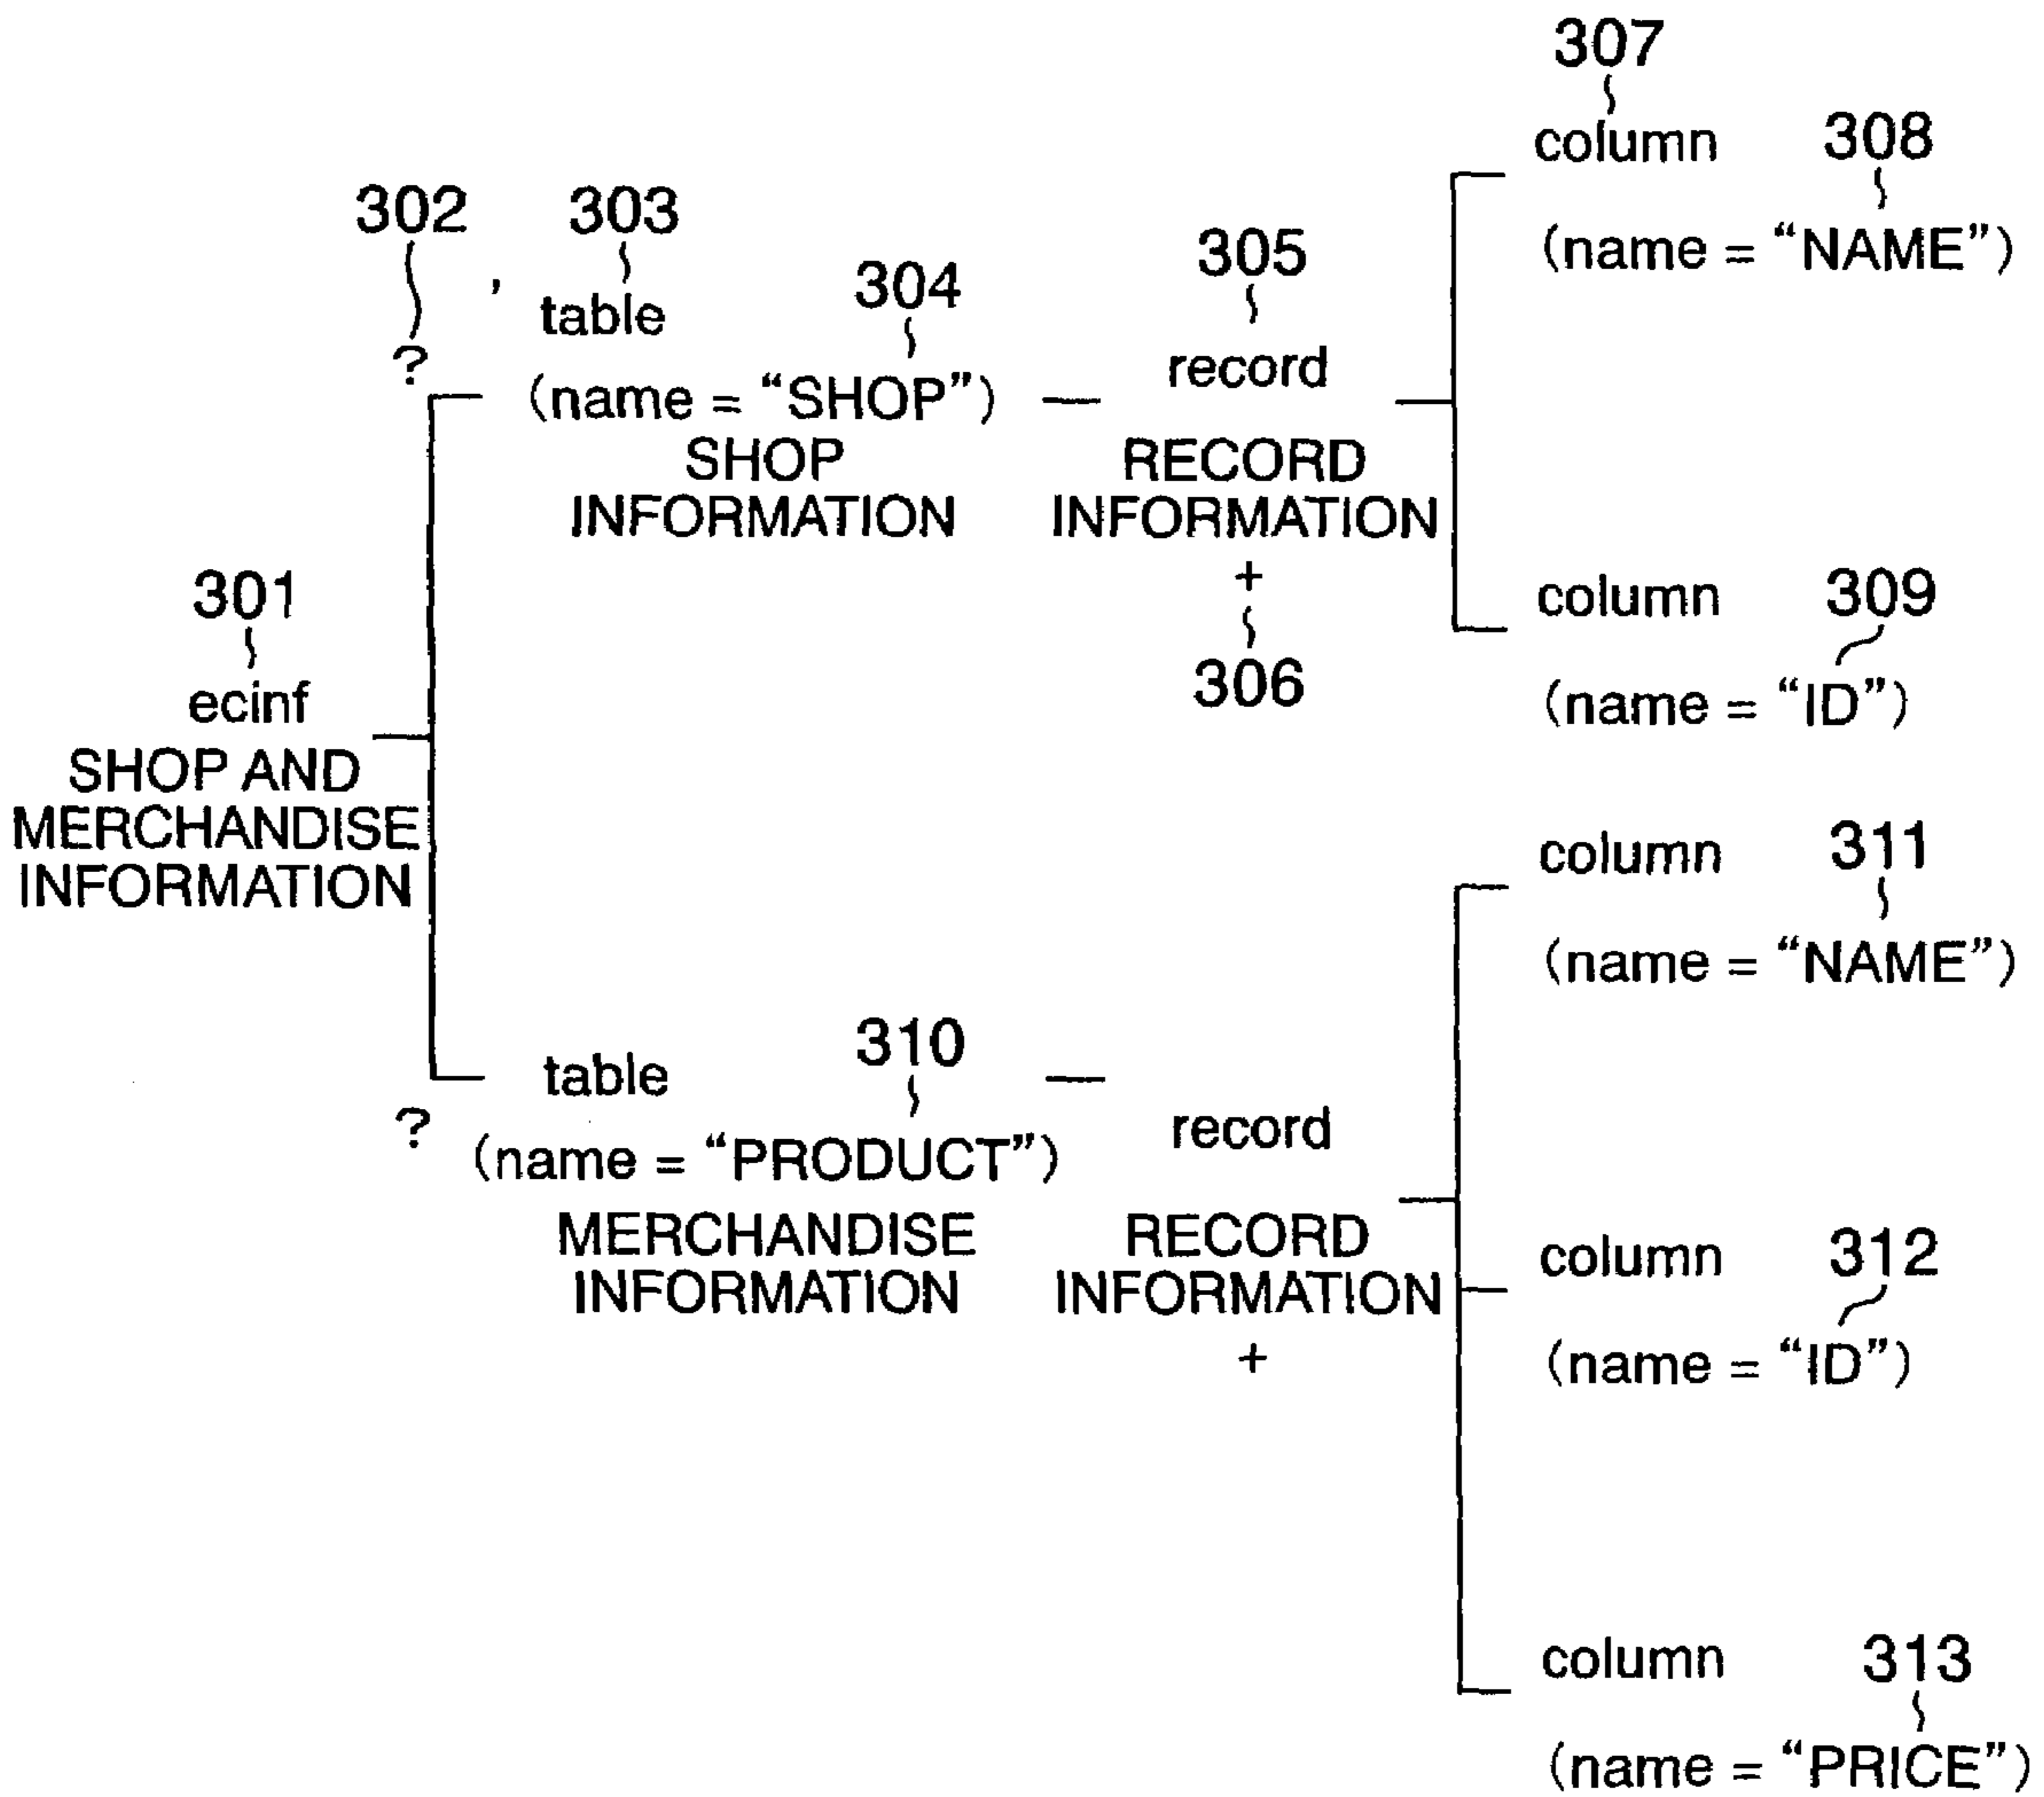 307
column 308
(name = “NAME”)
302 303
305
304
,
table
?
record
(name = “SHOP”)
SHOP
INFORMATION
RECORD
INFORMATION
+
306
column 309
(name = “ID”)
301
ecinf
SHOP AND
MERCHANDISE
INFORMATION
column 311
(name = “NAME”)
310
table
?
(name = “PRODUCT”)
MERCHANDISE
INFORMATION
record
RECORD
INFORMATION
+
column 312
(name = “ID”)
column 313
(name = “PRICE”)